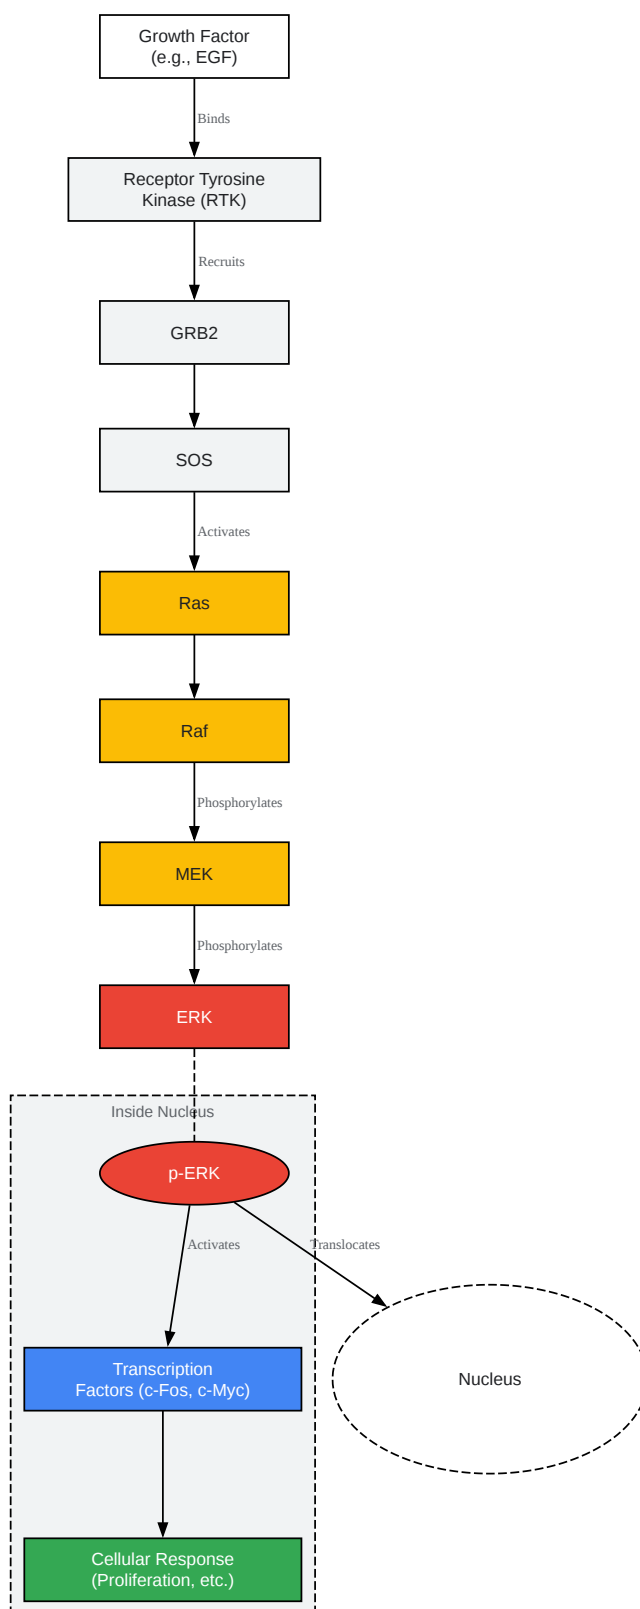 Growth Factor
(e.g., EGF)
Binds
Receptor Tyrosine
Kinase (RTK)
Recruits
GRB2
SOS
Activates
Ras
Raf
Phosphorylates
MEK
Phosphorylates
ERK
Inside Nucleus
p-ERK
Activates
Translocates
Transcription
Factors (c-Fos, c-Myc)
Nucleus
Cellular Response
(Proliferation, etc.)